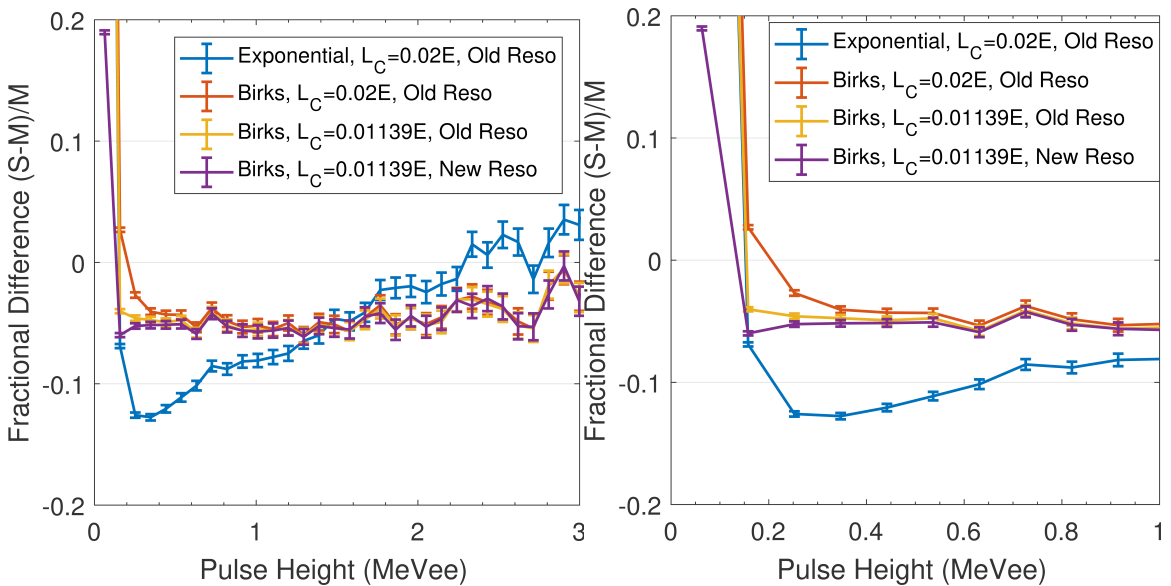 Fractional Difference (S-M)/M
0.2
0.1
0
-0.1
-0.2
Exponential, L_C=0.02E, Old Reso
Birks, L_C=0.02E, Old Reso
Birks, L_C=0.01139E, Old Reso
Birks, L_C=0.01139E, New Reso
0 1 2 3
Pulse Height (MeVee)
Fractional Difference (S-M)/M
0.2
0.1
0
-0.1
-0.2
Exponential, L_C=0.02E, Old Reso
Birks, L_C=0.02E, Old Reso
Birks, L_C=0.01139E, Old Reso
Birks, L_C=0.01139E, New Reso
0 0.2 0.4 0.6 0.8 1
Pulse Height (MeVee)